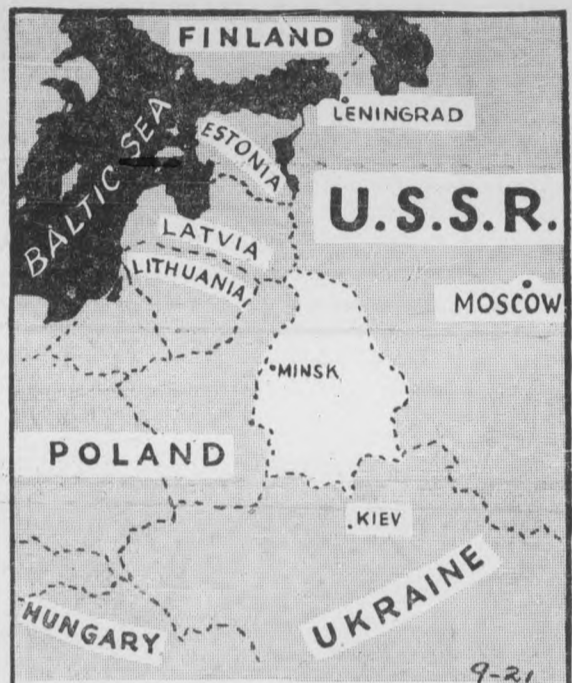 FINLAND
LENINGRAD
BALTIC SEA
ESTONIA
U.S.S.R.
LATVIA
LITHUANIA
MOSCOW
MINSK
POLAND
KIEV
UKRAINE
HUNGARY
9-21